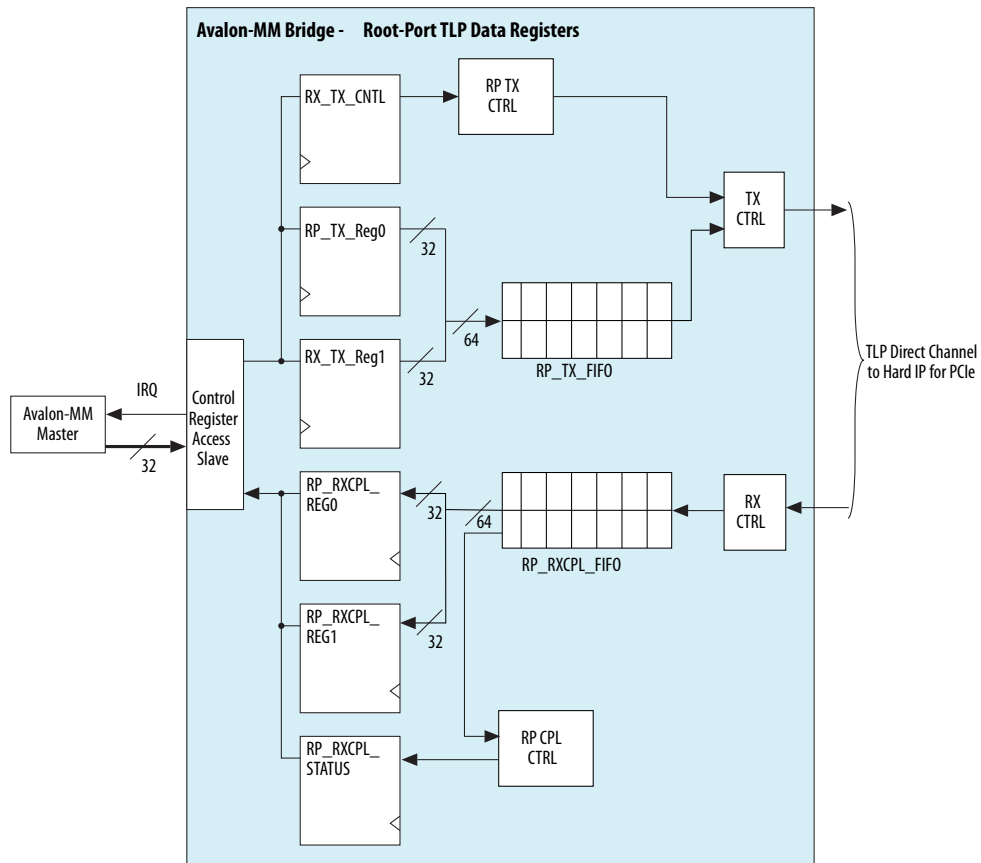 Avalon-MM Bridge - Root-Port TLP Data Registers
RX_TX_CNTL
RP TX
CTRL
RP_TX_Reg0
32
TX
CTRL
RX_TX_Reg1
32
64
RP_TX_FIFO
TLP Direct Channel
to Hard IP for PCIe
IRQ
Avalon-MM
Master
32
Control
Register
Access
Slave
RP_RXCPL_
REG0
32
64
RP_RXCPL_FIFO
RX
CTRL
RP_RXCPL_
REG1
32
RP_RXCPL_
STATUS
RP CPL
CTRL